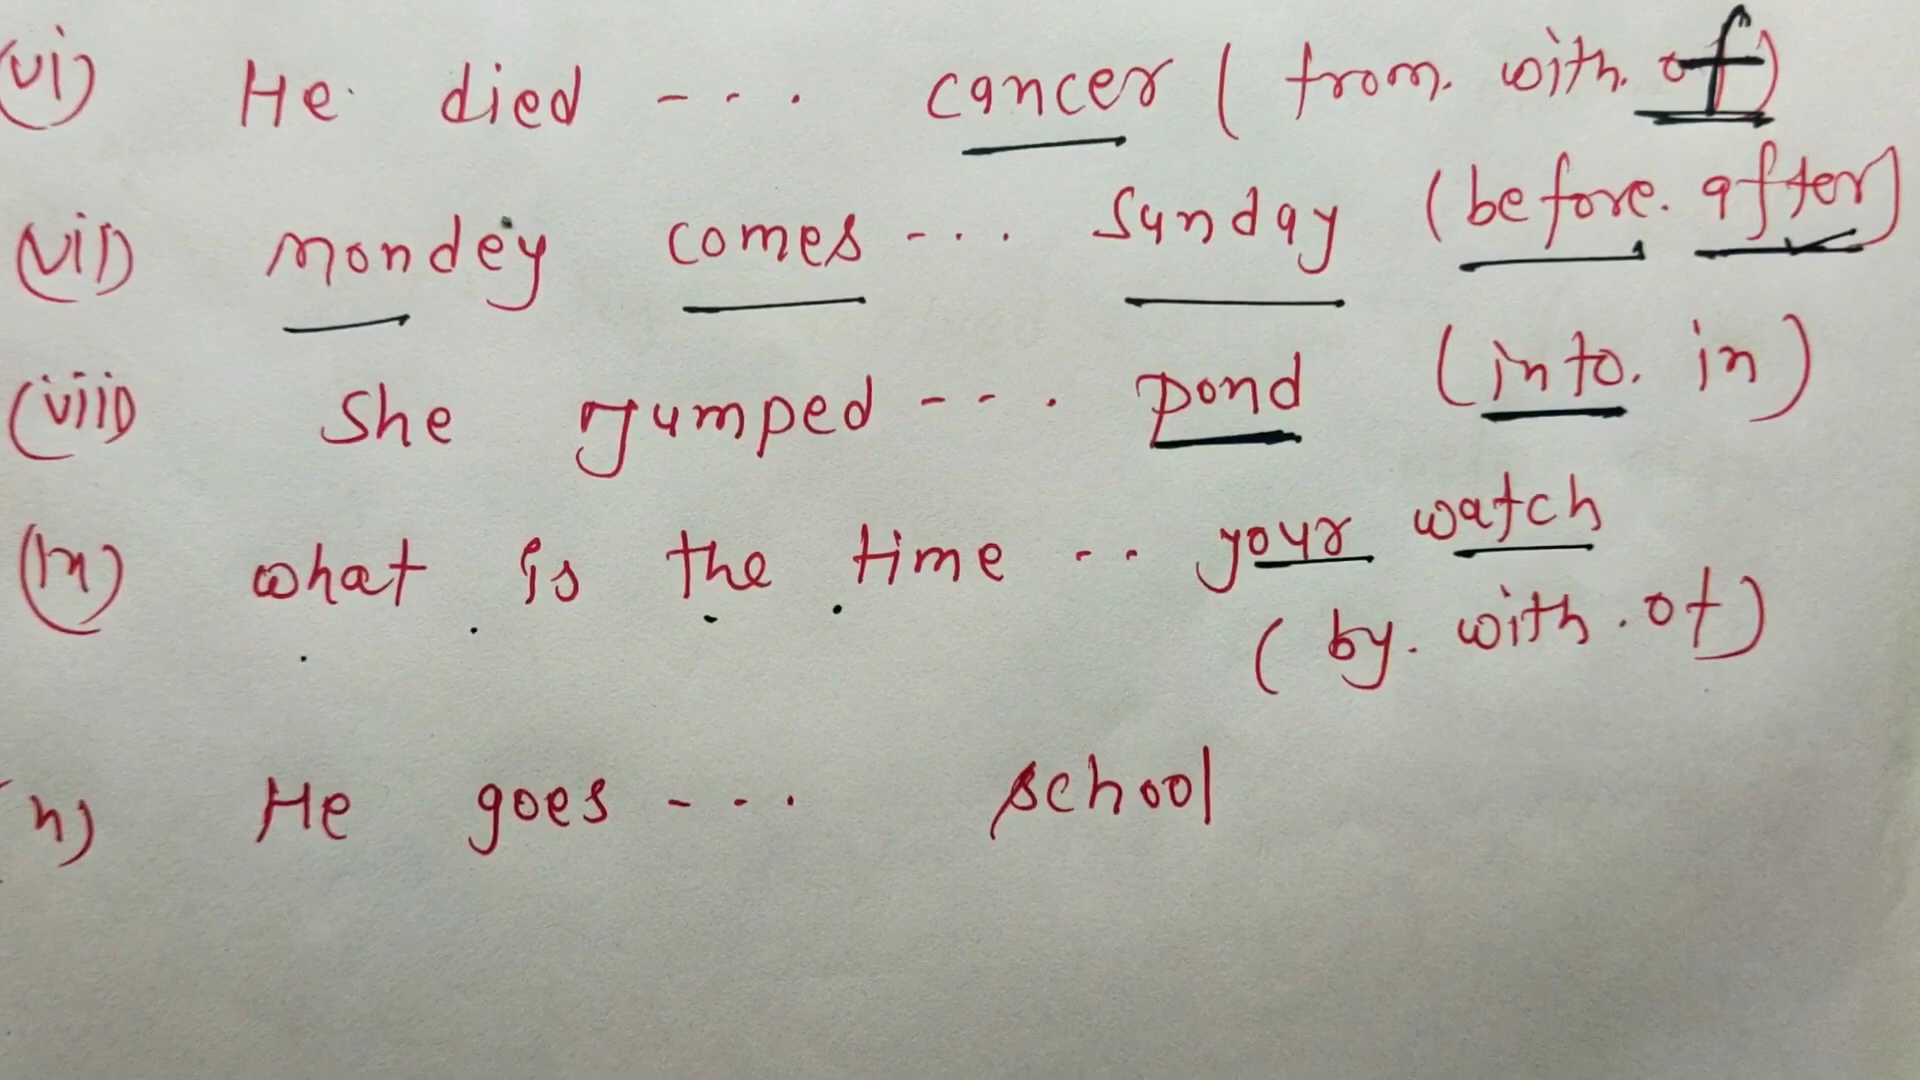 (vi) He died --- cancer (from. with. of)
(vii) mondey comes --- Sunday (before. after)
(viii) She jumped --- pond (into. in)
(ix) what is the time -- your watch
(by. with. of)
x) He goes --- school